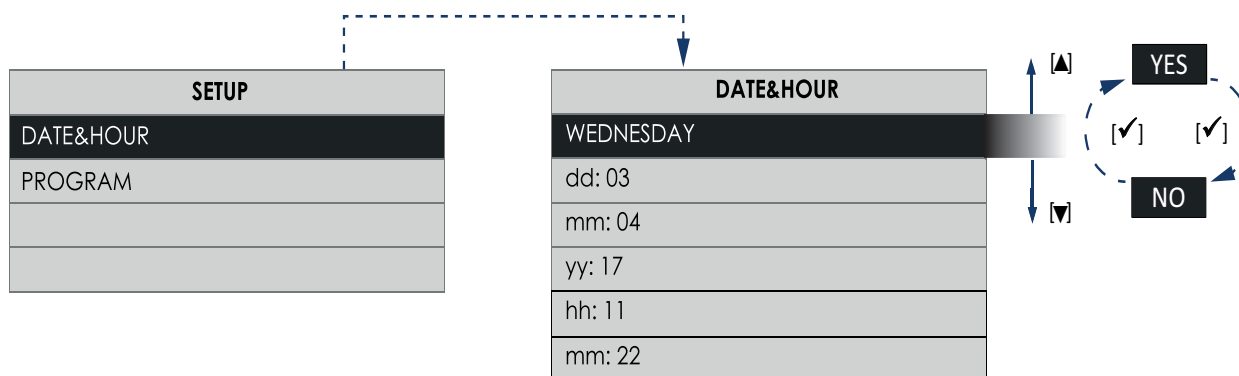 SETUP
DATE&HOUR
PROGRAM
DATE&HOUR
WEDNESDAY
dd: 03
mm: 04
yy: 17
hh: 11
mm: 22
[▲]
[▼]
YES
[✓] [✓]
NO